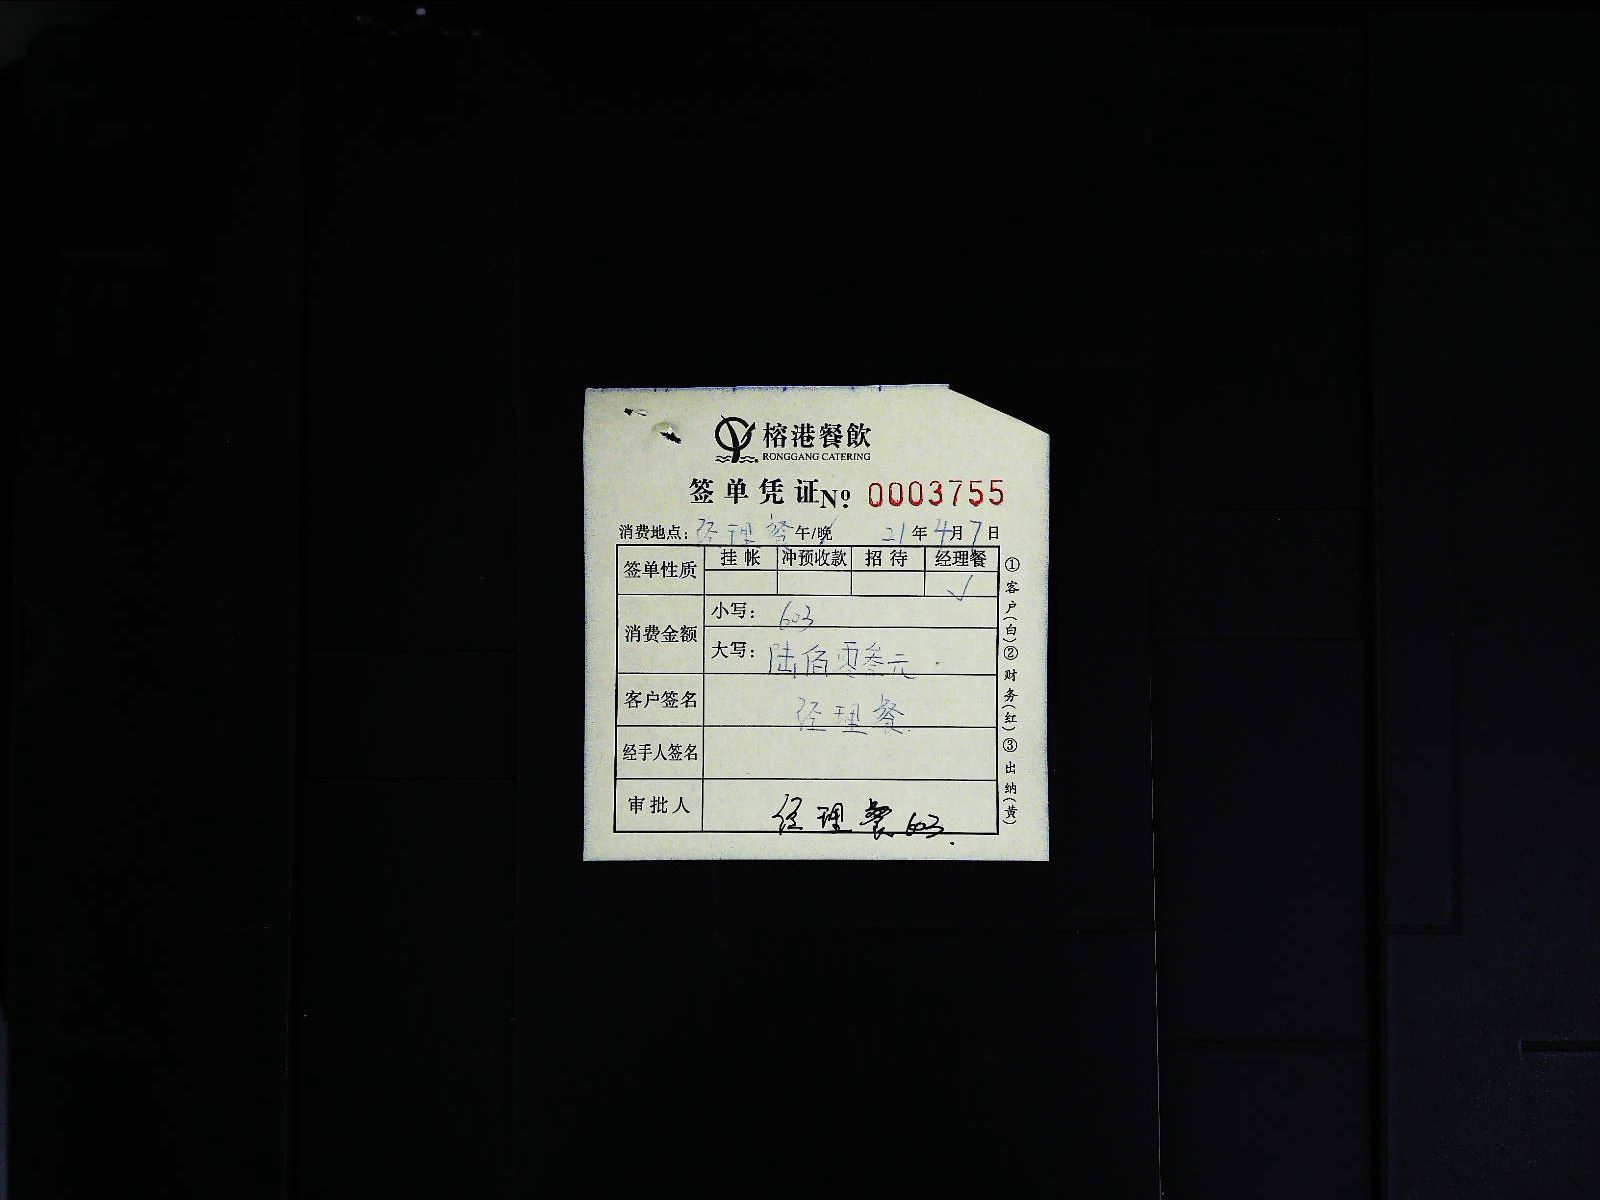 榕港餐飲
RONGGANG CATERING
签单凭证 № 0003755
消费地点: 经理餐 午/晚 21年4月7日
签单性质 挂帐 冲预收款 招待 经理餐
√
消费金额 小写: 603
大写: 陆佰零叁元
客户签名 经理餐
经手人签名
审批人 经理餐 603
①客户(白)②财务(红)③出纳(黄)